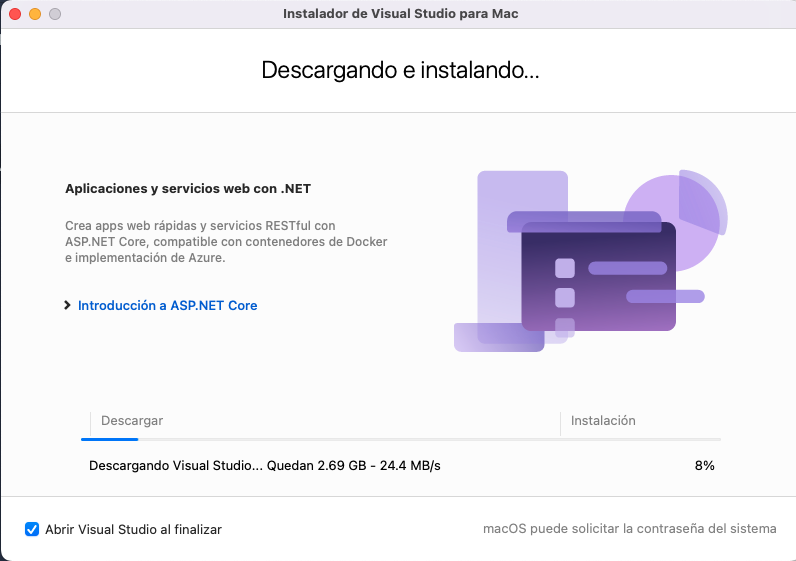 Instalador de Visual Studio para Mac
Descargando e instalando...
Aplicaciones y servicios web con .NET
Crea apps web rápidas y servicios RESTful con
ASP.NET Core, compatible con contenedores de Docker
e implementación de Azure.
Introducción a ASP.NET Core
Descargar
Instalación
Descargando Visual Studio... Quedan 2.69 GB - 24.4 MB/s
8%
Abrir Visual Studio al finalizar
macOS puede solicitar la contraseña del sistema